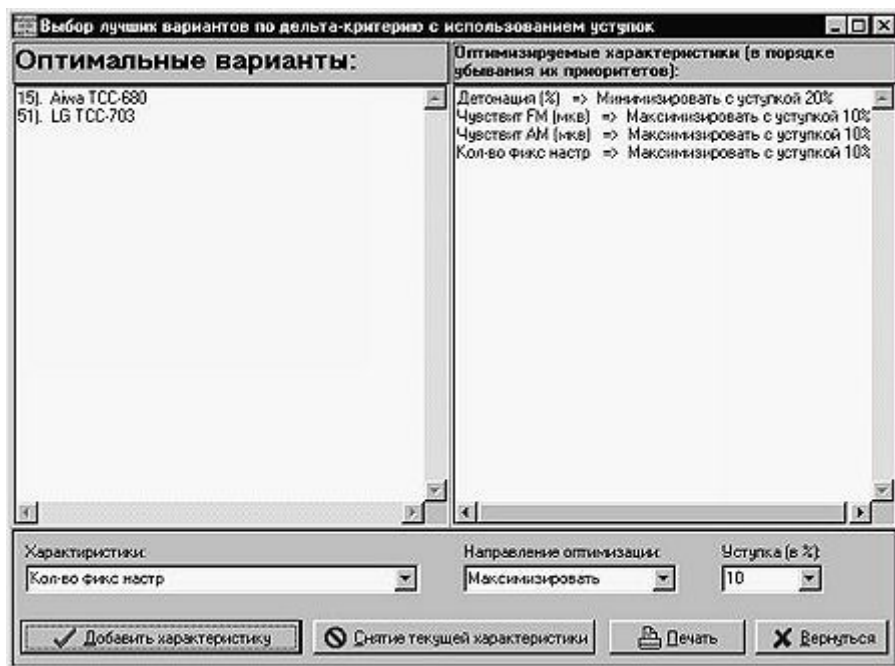 Выбор лучших вариантов по дельта-критерию с использованием уступок
Оптимальные варианты:
Оптимизируемые характеристики (в порядке
убывания их приоритетов):
15). Aiwa TCC-680
51). LG TCC-703
Детонация (%) => Минимизировать с уступкой 20%
Чувствит FM (мкв) => Максимизировать с уступкой 10%
Чувствит AM (мкв) => Максимизировать с уступкой 10%
Кол-во фикс настр => Максимизировать с уступкой 10%
Характиристики:
Направление оптимизации:
Уступка (в %):
Кол-во фикс настр
Максимизировать
10
Добавить характеристику
Снятие текущей характеристики
Печать
Вернуться